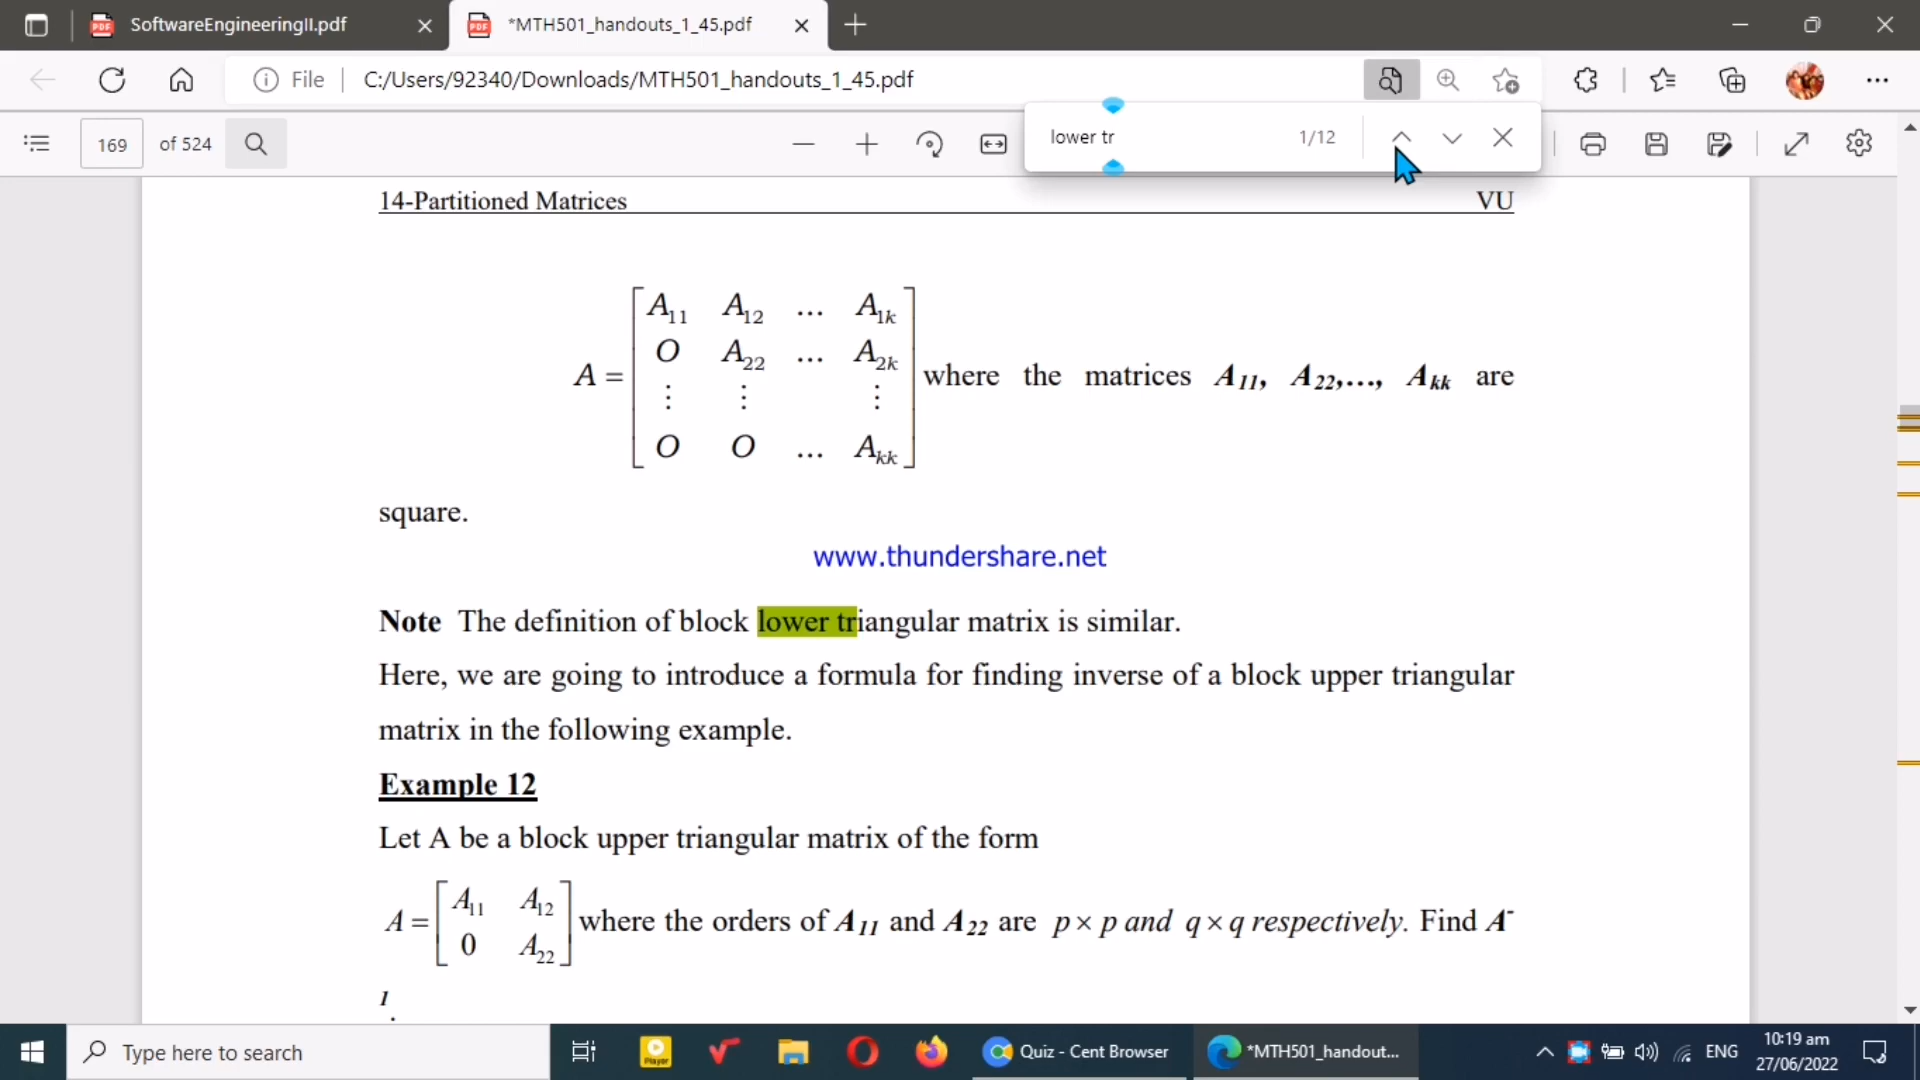 SoftwareEngineeringII.pdf
*MTH501_handouts_1_45.pdf
File
C:/Users/92340/Downloads/MTH501_handouts_1_45.pdf
169 of 524
lower tr
1/12
14-Partitioned Matrices VU
A₁₁ A₁₂ ... A₁ₖ
O A₂₂ ... A₂ₖ
A = ⋮ ⋮ ⋮ where the matrices A₁₁, A₂₂,..., Aₖₖ are
O O ... Aₖₖ
square.
www.thundershare.net
Note The definition of block lower triangular matrix is similar.
Here, we are going to introduce a formula for finding inverse of a block upper triangular
matrix in the following example.
Example 12
Let A be a block upper triangular matrix of the form
A = [A₁₁ A₁₂ 0 A₂₂] where the orders of A₁₁ and A₂₂ are p × p and q × q respectively. Find A⁻
1
.
Type here to search
Player
Quiz - Cent Browser
*MTH501_handout...
ENG
10:19 am
27/06/2022